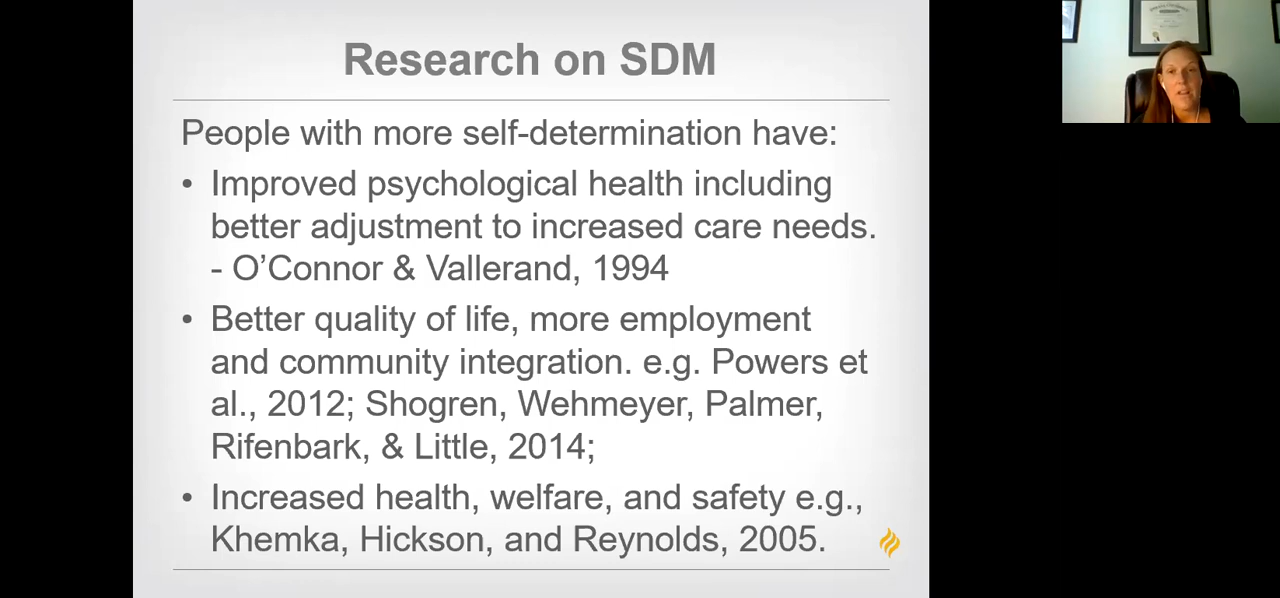 Research on SDM
People with more self-determination have:
• Improved psychological health including
better adjustment to increased care needs.
- O’Connor & Vallerand, 1994
• Better quality of life, more employment
and community integration. e.g. Powers et
al., 2012; Shogren, Wehmeyer, Palmer,
Rifenbark, & Little, 2014;
• Increased health, welfare, and safety e.g.,
Khemka, Hickson, and Reynolds, 2005.